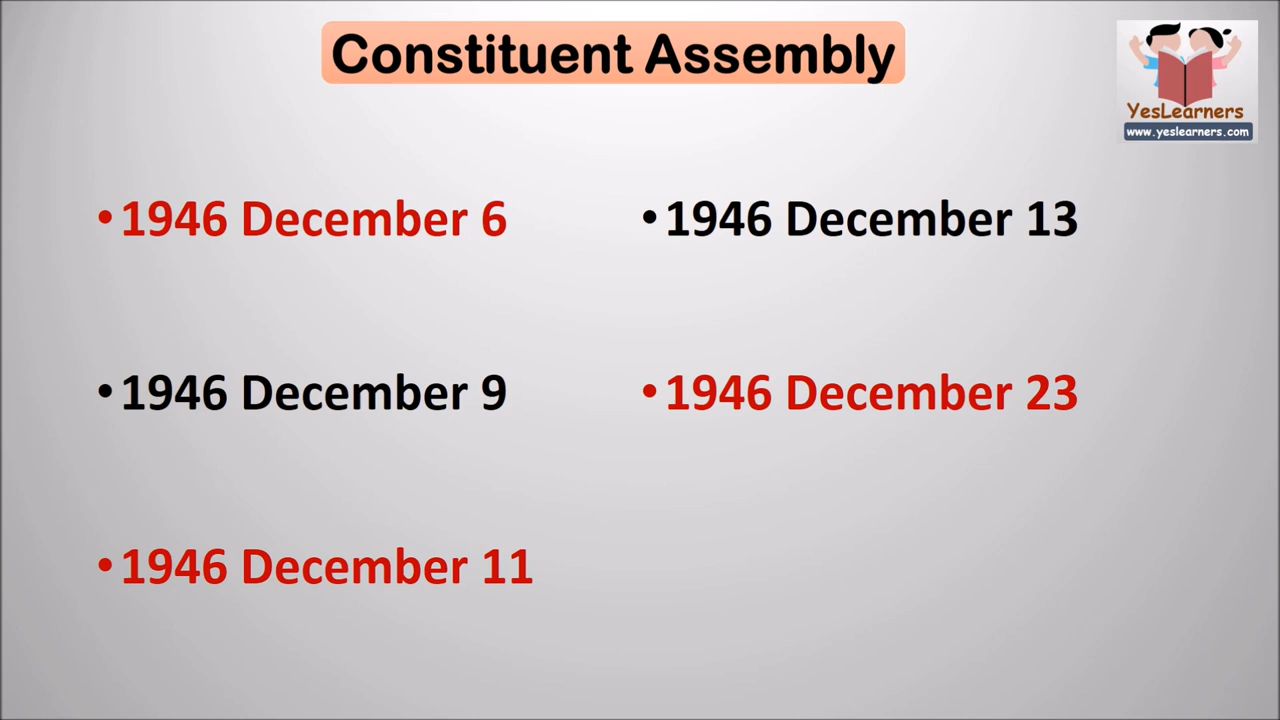 Constituent Assembly
YesLearners
www.yeslearners.com
•1946 December 6
•1946 December 9
•1946 December 11
•1946 December 13
•1946 December 23